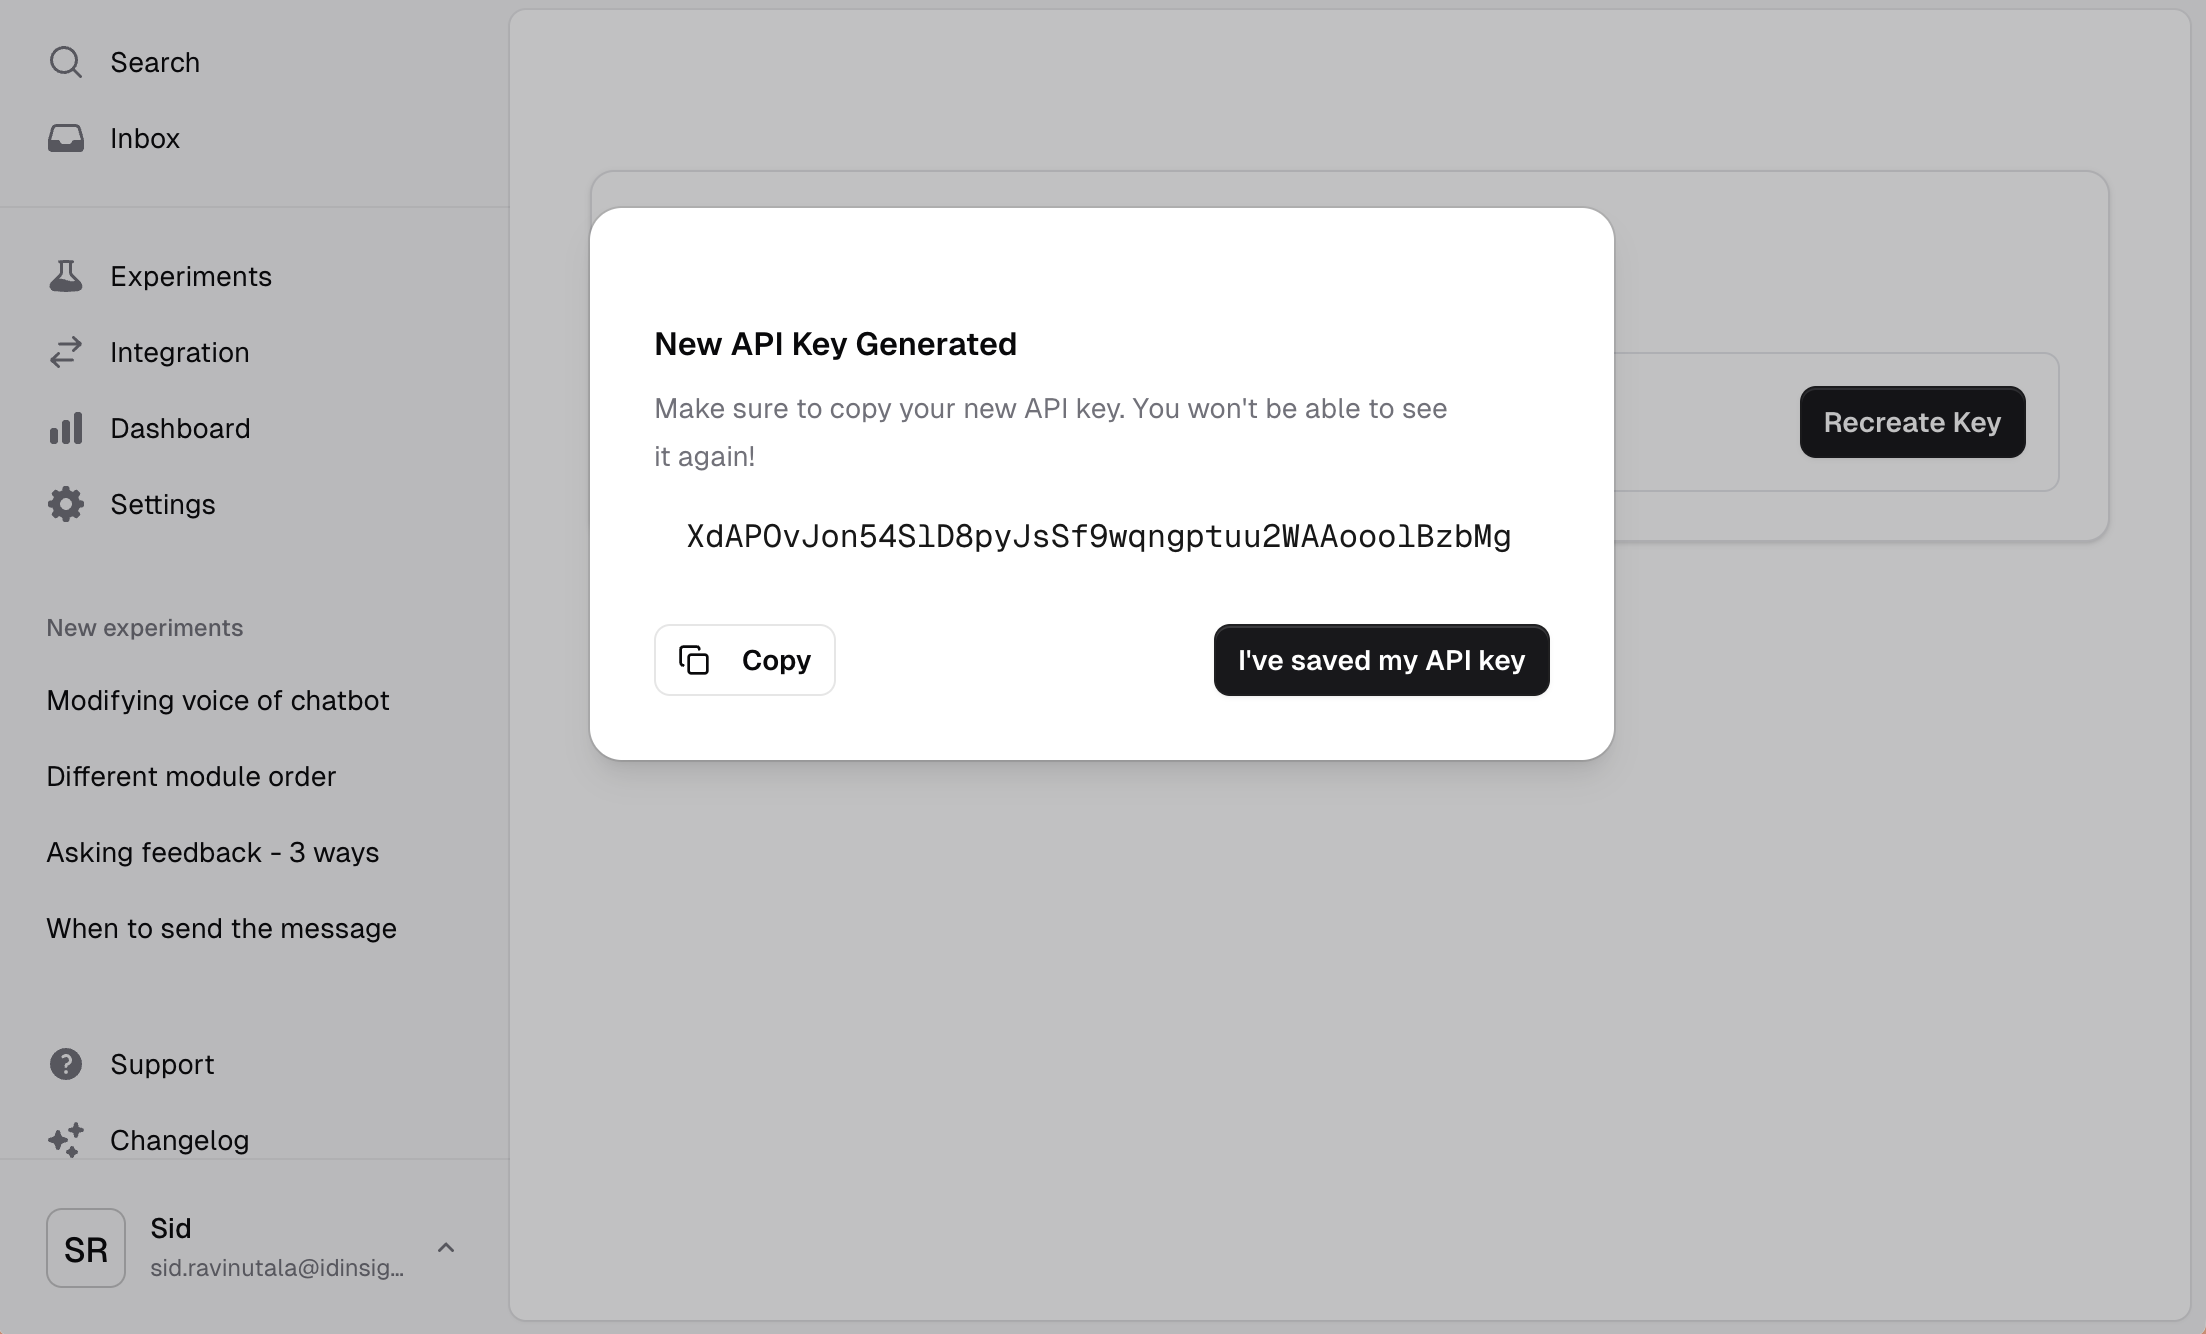 Search
Inbox
Experiments
Integration
Dashboard
Settings
New experiments
Modifying voice of chatbot
Different module order
Asking feedback - 3 ways
When to send the message
Support
Changelog
SR
Sid
sid.ravinutala@idinsig...
New API Key Generated
Make sure to copy your new API key. You won't be able to see
it again!
XdAPOvJon54SlD8pyJsSf9wqngptuu2WAAooolBzbMg
Copy
I've saved my API key
Recreate Key